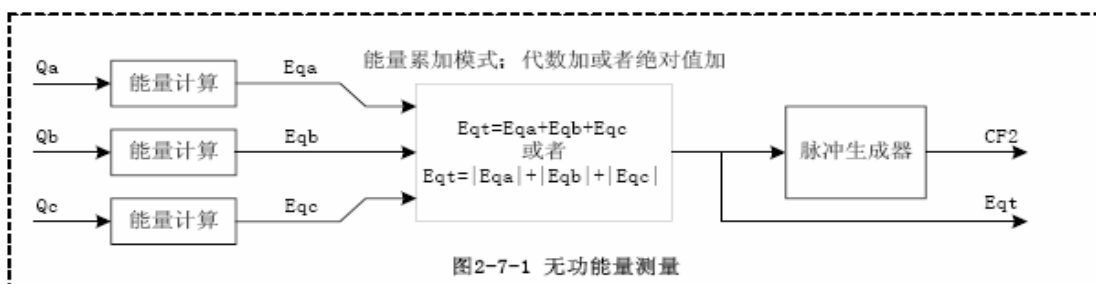 能量累加模式；代数加或者绝对值加
Qa
能量计算
Eqa
Qb
能量计算
Eqb
Qc
能量计算
Eqc
Eqt=Eqa+Eqb+Eqc
或者
Eqt=|Eqa|+|Eqb|+|Eqc|
脉冲生成器
CF2
Eqt
图2-7-1 无功能量测量